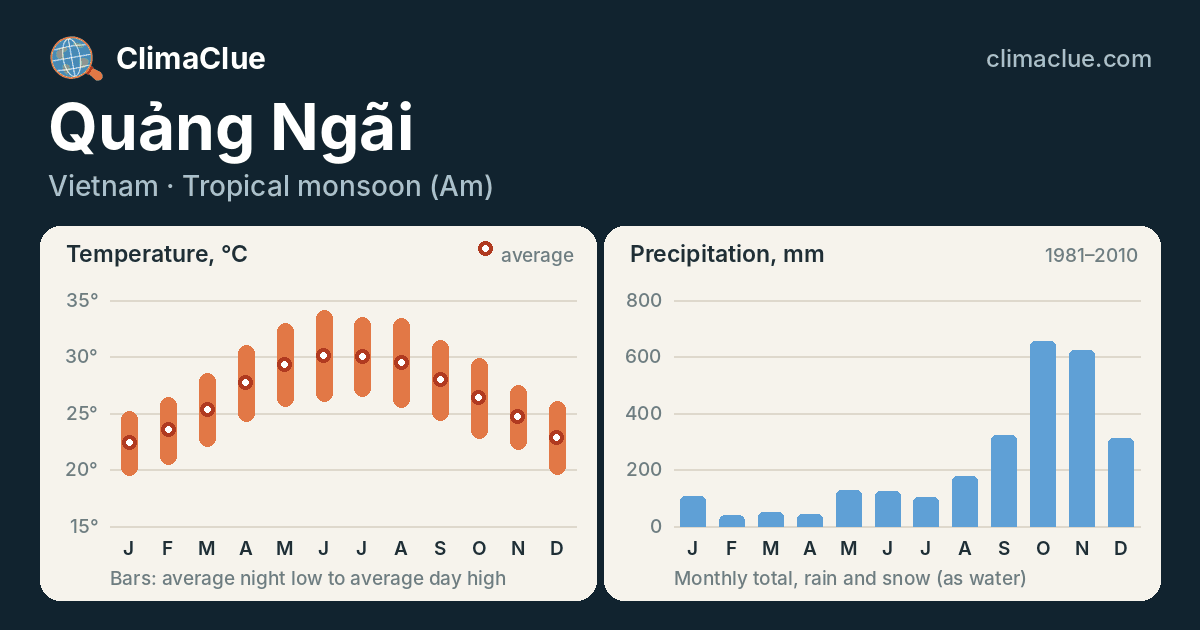 ClimaClue
climaclue.com
Quảng Ngãi
Vietnam · Tropical monsoon (Am)
Temperature, °C
average
35°
30°
25°
20°
15°
J F M A M J J A S O N D
Bars: average night low to average day high
Precipitation, mm
1981–2010
800
600
400
200
0
J F M A M J J A S O N D
Monthly total, rain and snow (as water)